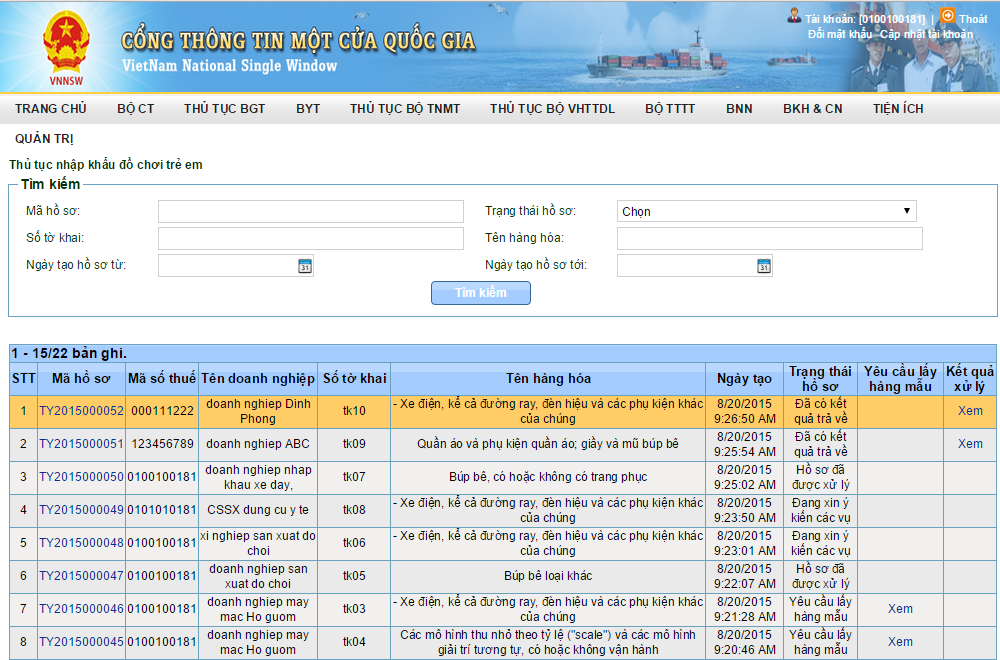 Tài khoản: [0100100181] | Thoát
CỔNG THÔNG TIN MỘT CỬA QUỐC GIA
Đổi mật khẩu Cập nhật tài khoản
VietNam National Single Window
VNNSW
TRANG CHỦ BỘ CT THỦ TỤC BGT BYT THỦ TỤC BỘ TNMT THỦ TỤC BỘ VHTTDL BỘ TTTT BNN BKH & CN TIỆN ÍCH
QUẢN TRỊ
Thủ tục nhập khẩu đồ chơi trẻ em
Tìm kiếm
Mã hồ sơ: Trạng thái hồ sơ: Chọn
Số tờ khai: Tên hàng hóa:
Ngày tạo hồ sơ từ: 31 Ngày tạo hồ sơ tới: 31
Tìm kiếm
1 - 15/22 bản ghi.
STT Mã hồ sơ Mã số thuế Tên doanh nghiệp Số tờ khai Tên hàng hóa Ngày tạo Trạng thái hồ sơ Yêu cầu lấy hàng mẫu Kết quả xử lý
1 TY2015000052 000111222 doanh nghiep Dinh Phong tk10 - Xe điện, kể cả đường ray, đèn hiệu và các phụ kiện khác của chúng 8/20/2015 9:26:50 AM Đã có kết quả trả về Xem
2 TY2015000051 123456789 doanh nghiep ABC tk09 Quần áo và phụ kiện quần áo; giầy và mũ búp bê 8/20/2015 9:25:54 AM Đã có kết quả trả về Xem
3 TY2015000050 0100100181 doanh nghiep nhap khau xe day, tk07 Búp bê, có hoặc không có trang phục 8/20/2015 9:25:02 AM Hồ sơ đã được xử lý
4 TY2015000049 0101010181 CSSX dung cu y te tk08 - Xe điện, kể cả đường ray, đèn hiệu và các phụ kiện khác của chúng 8/20/2015 9:23:50 AM Đang xin ý kiến các vụ
5 TY2015000048 0100100181 xi nghiep san xuat do choi tk06 - Xe điện, kể cả đường ray, đèn hiệu và các phụ kiện khác của chúng 8/20/2015 9:23:01 AM Đang xin ý kiến các vụ
6 TY2015000047 0100100181 doanh nghiep san xuat do choi tk05 Búp bê loại khác 8/20/2015 9:22:07 AM Hồ sơ đã được xử lý
7 TY2015000046 0100100181 doanh nghiep may mac Ho guom tk03 - Xe điện, kể cả đường ray, đèn hiệu và các phụ kiện khác của chúng 8/20/2015 9:21:28 AM Yêu cầu lấy hàng mẫu Xem
8 TY2015000045 0100100181 doanh nghiep may mac Ho guom tk04 Các mô hình thu nhỏ theo tỷ lệ ("scale") và các mô hình giải trí tương tự, có hoặc không vận hành 8/20/2015 9:20:46 AM Yêu cầu lấy hàng mẫu Xem